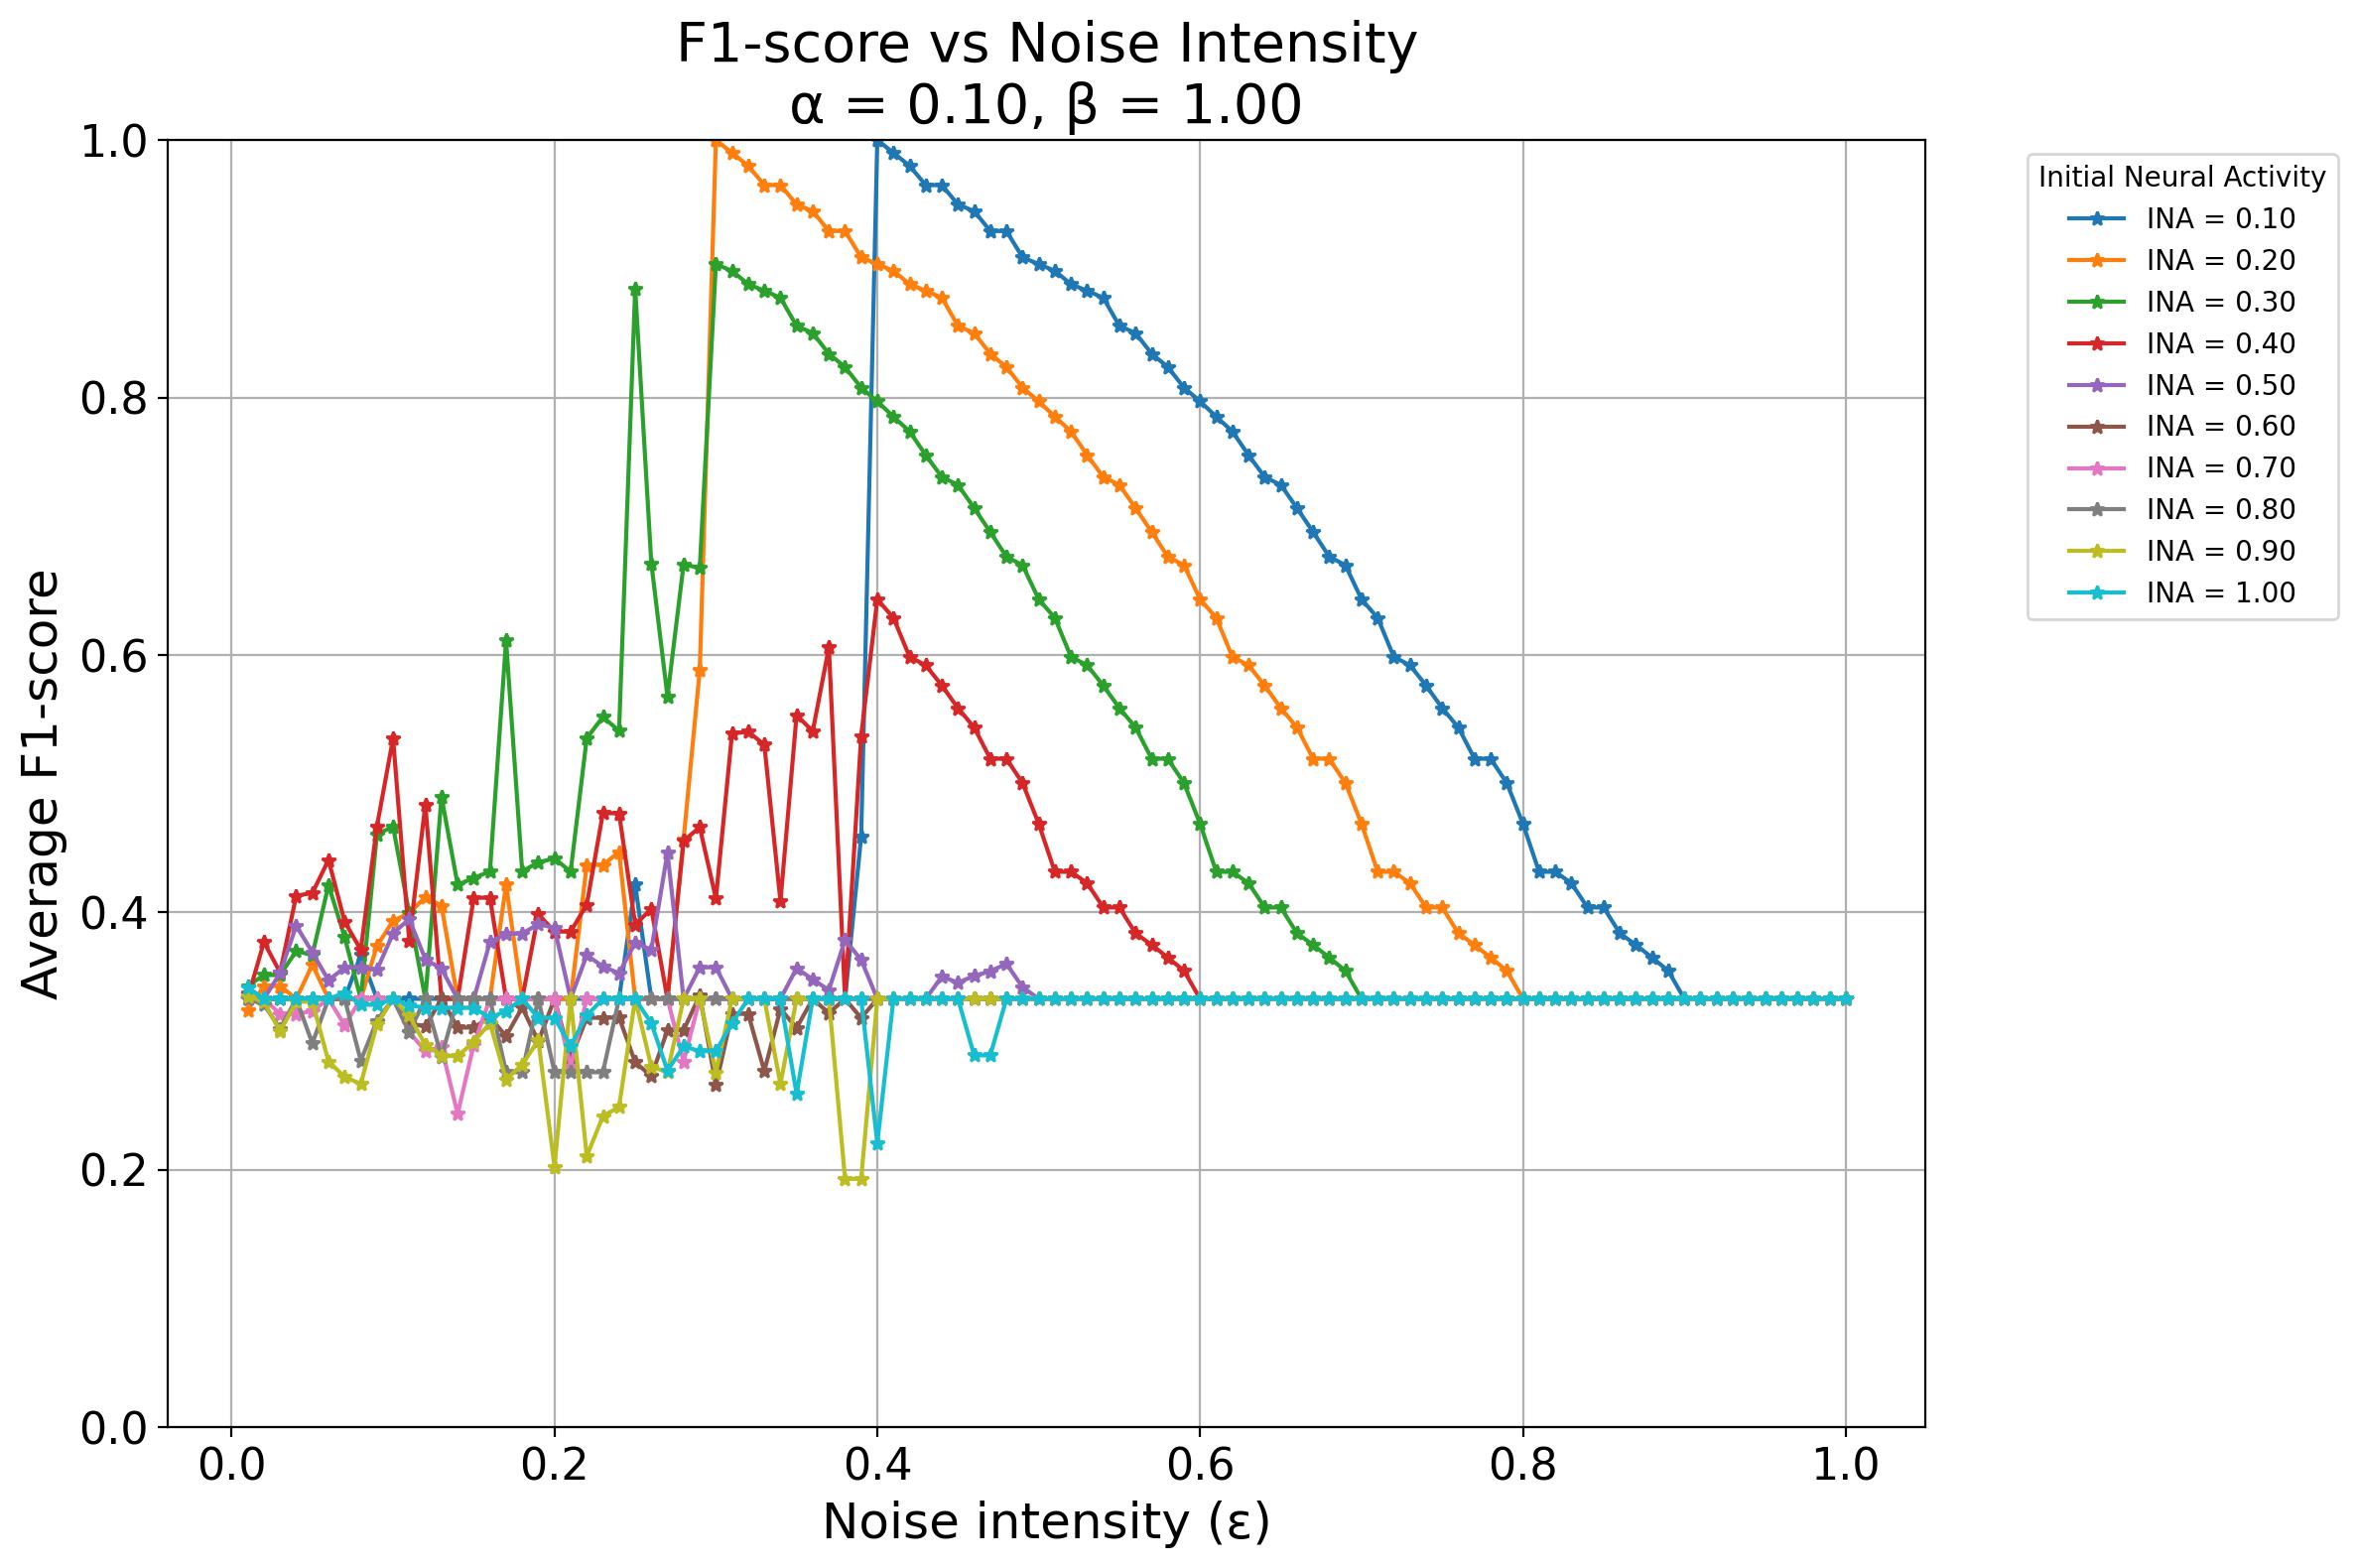 F1-score vs Noise Intensity
α = 0.10, β = 1.00
1.0
0.8
0.6
0.4
0.2
0.0
Average F1-score
0.0 0.2 0.4 0.6 0.8 1.0
Noise intensity (ε)
Initial Neural Activity
INA = 0.10
INA = 0.20
INA = 0.30
INA = 0.40
INA = 0.50
INA = 0.60
INA = 0.70
INA = 0.80
INA = 0.90
INA = 1.00